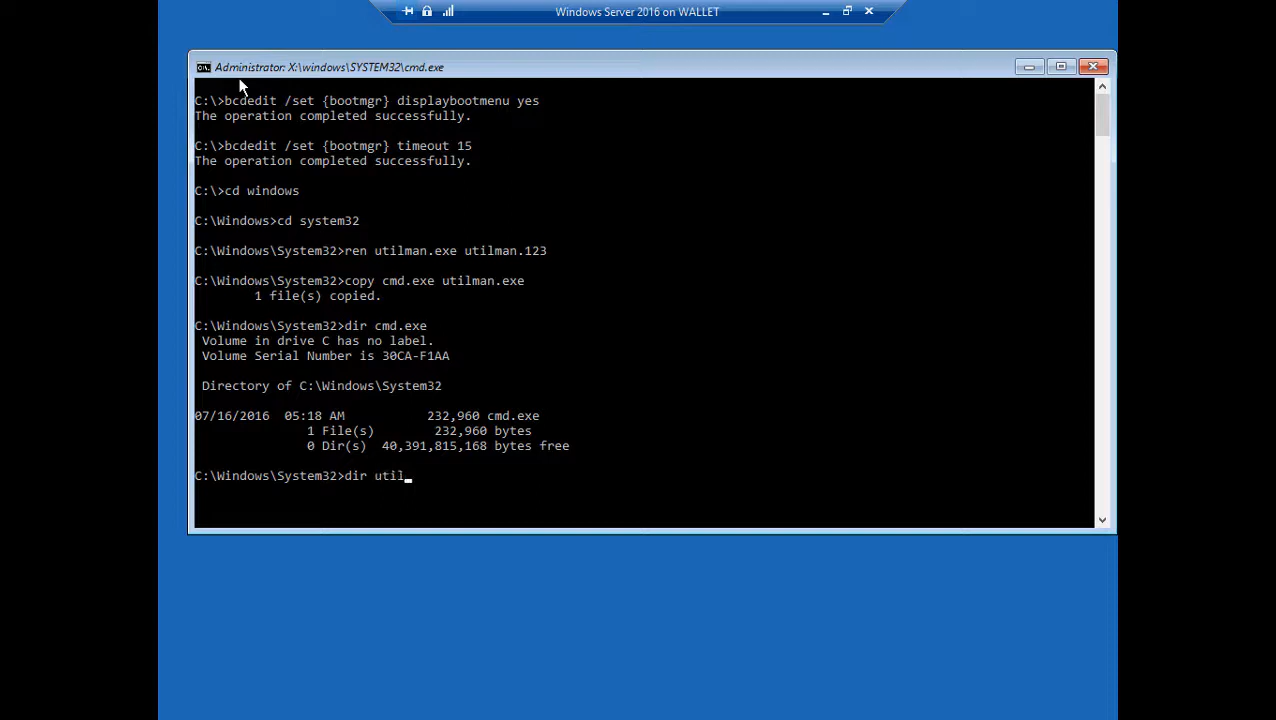 Windows Server 2016 on WALLET
Administrator: X:\windows\SYSTEM32\cmd.exe
C:\>bcdedit /set {bootmgr} displaybootmenu yes
The operation completed successfully.
C:\>bcdedit /set {bootmgr} timeout 15
The operation completed successfully.
C:\>cd windows
C:\Windows>cd system32
C:\Windows\System32>ren utilman.exe utilman.123
C:\Windows\System32>copy cmd.exe utilman.exe
1 file(s) copied.
C:\Windows\System32>dir cmd.exe
Volume in drive C has no label.
Volume Serial Number is 30CA-F1AA
Directory of C:\Windows\System32
07/16/2016  05:18 AM           232,960 cmd.exe
1 File(s)        232,960 bytes
0 Dir(s)  40,391,815,168 bytes free
C:\Windows\System32>dir util_